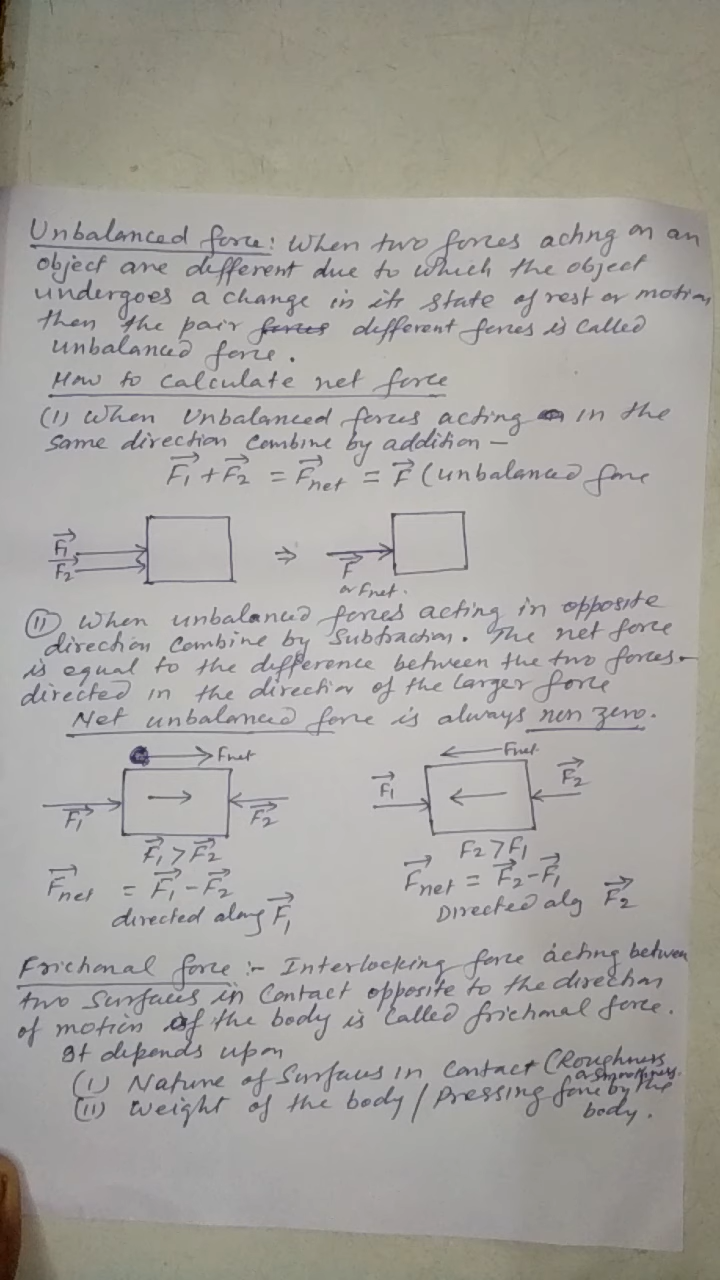 Unbalanced force: When two forces acting on an
object are different due to which the object
undergoes a change in its state of rest or motion
then the pair forces different forces is called
unbalanced force.
How to calculate net force
(I) When Unbalanced forces acting in the
same direction combine by addition –
F₁ + F₂ = Fnet = F (unbalanced force
F₁
F₂
⇒
F
or Fnet.
(II) When unbalanced forces acting in opposite
direction combine by subtraction. The net force
is equal to the difference between the two forces –
directed in the direction of the larger force
Net unbalanced force is always non zero.
Fnet
F₁
F₂
F₁ > F₂
Fnet = F₁ - F₂
directed along F₁
Fnet
F₁
F₂
F₂ > F₁
Fnet = F₂ - F₁
Directed alg F₂
Frictional force :- Interlocking force acting between
two surfaces in contact opposite to the direction
of motion of the body is called frictional force.
It depends upon
(I) Nature of surfaces in contact (Roughness
or smoothness.
(II) weight of the body / pressing force by the
body.